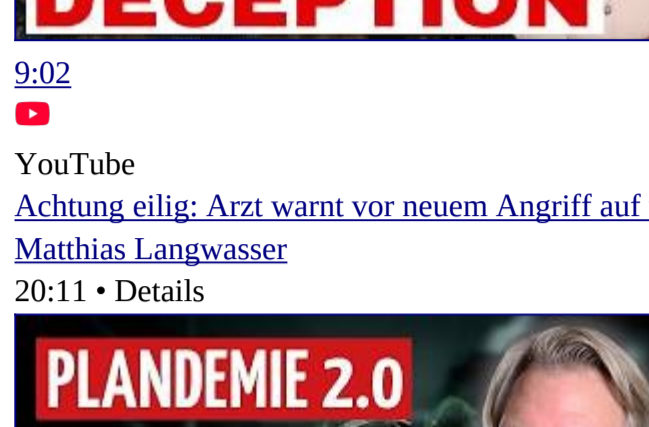 DECEPTION
9:02
YouTube
Achtung eilig: Arzt warnt vor neuem Angriff auf
Matthias Langwasser
20:11 • Details
PLANDEMIE 2.0